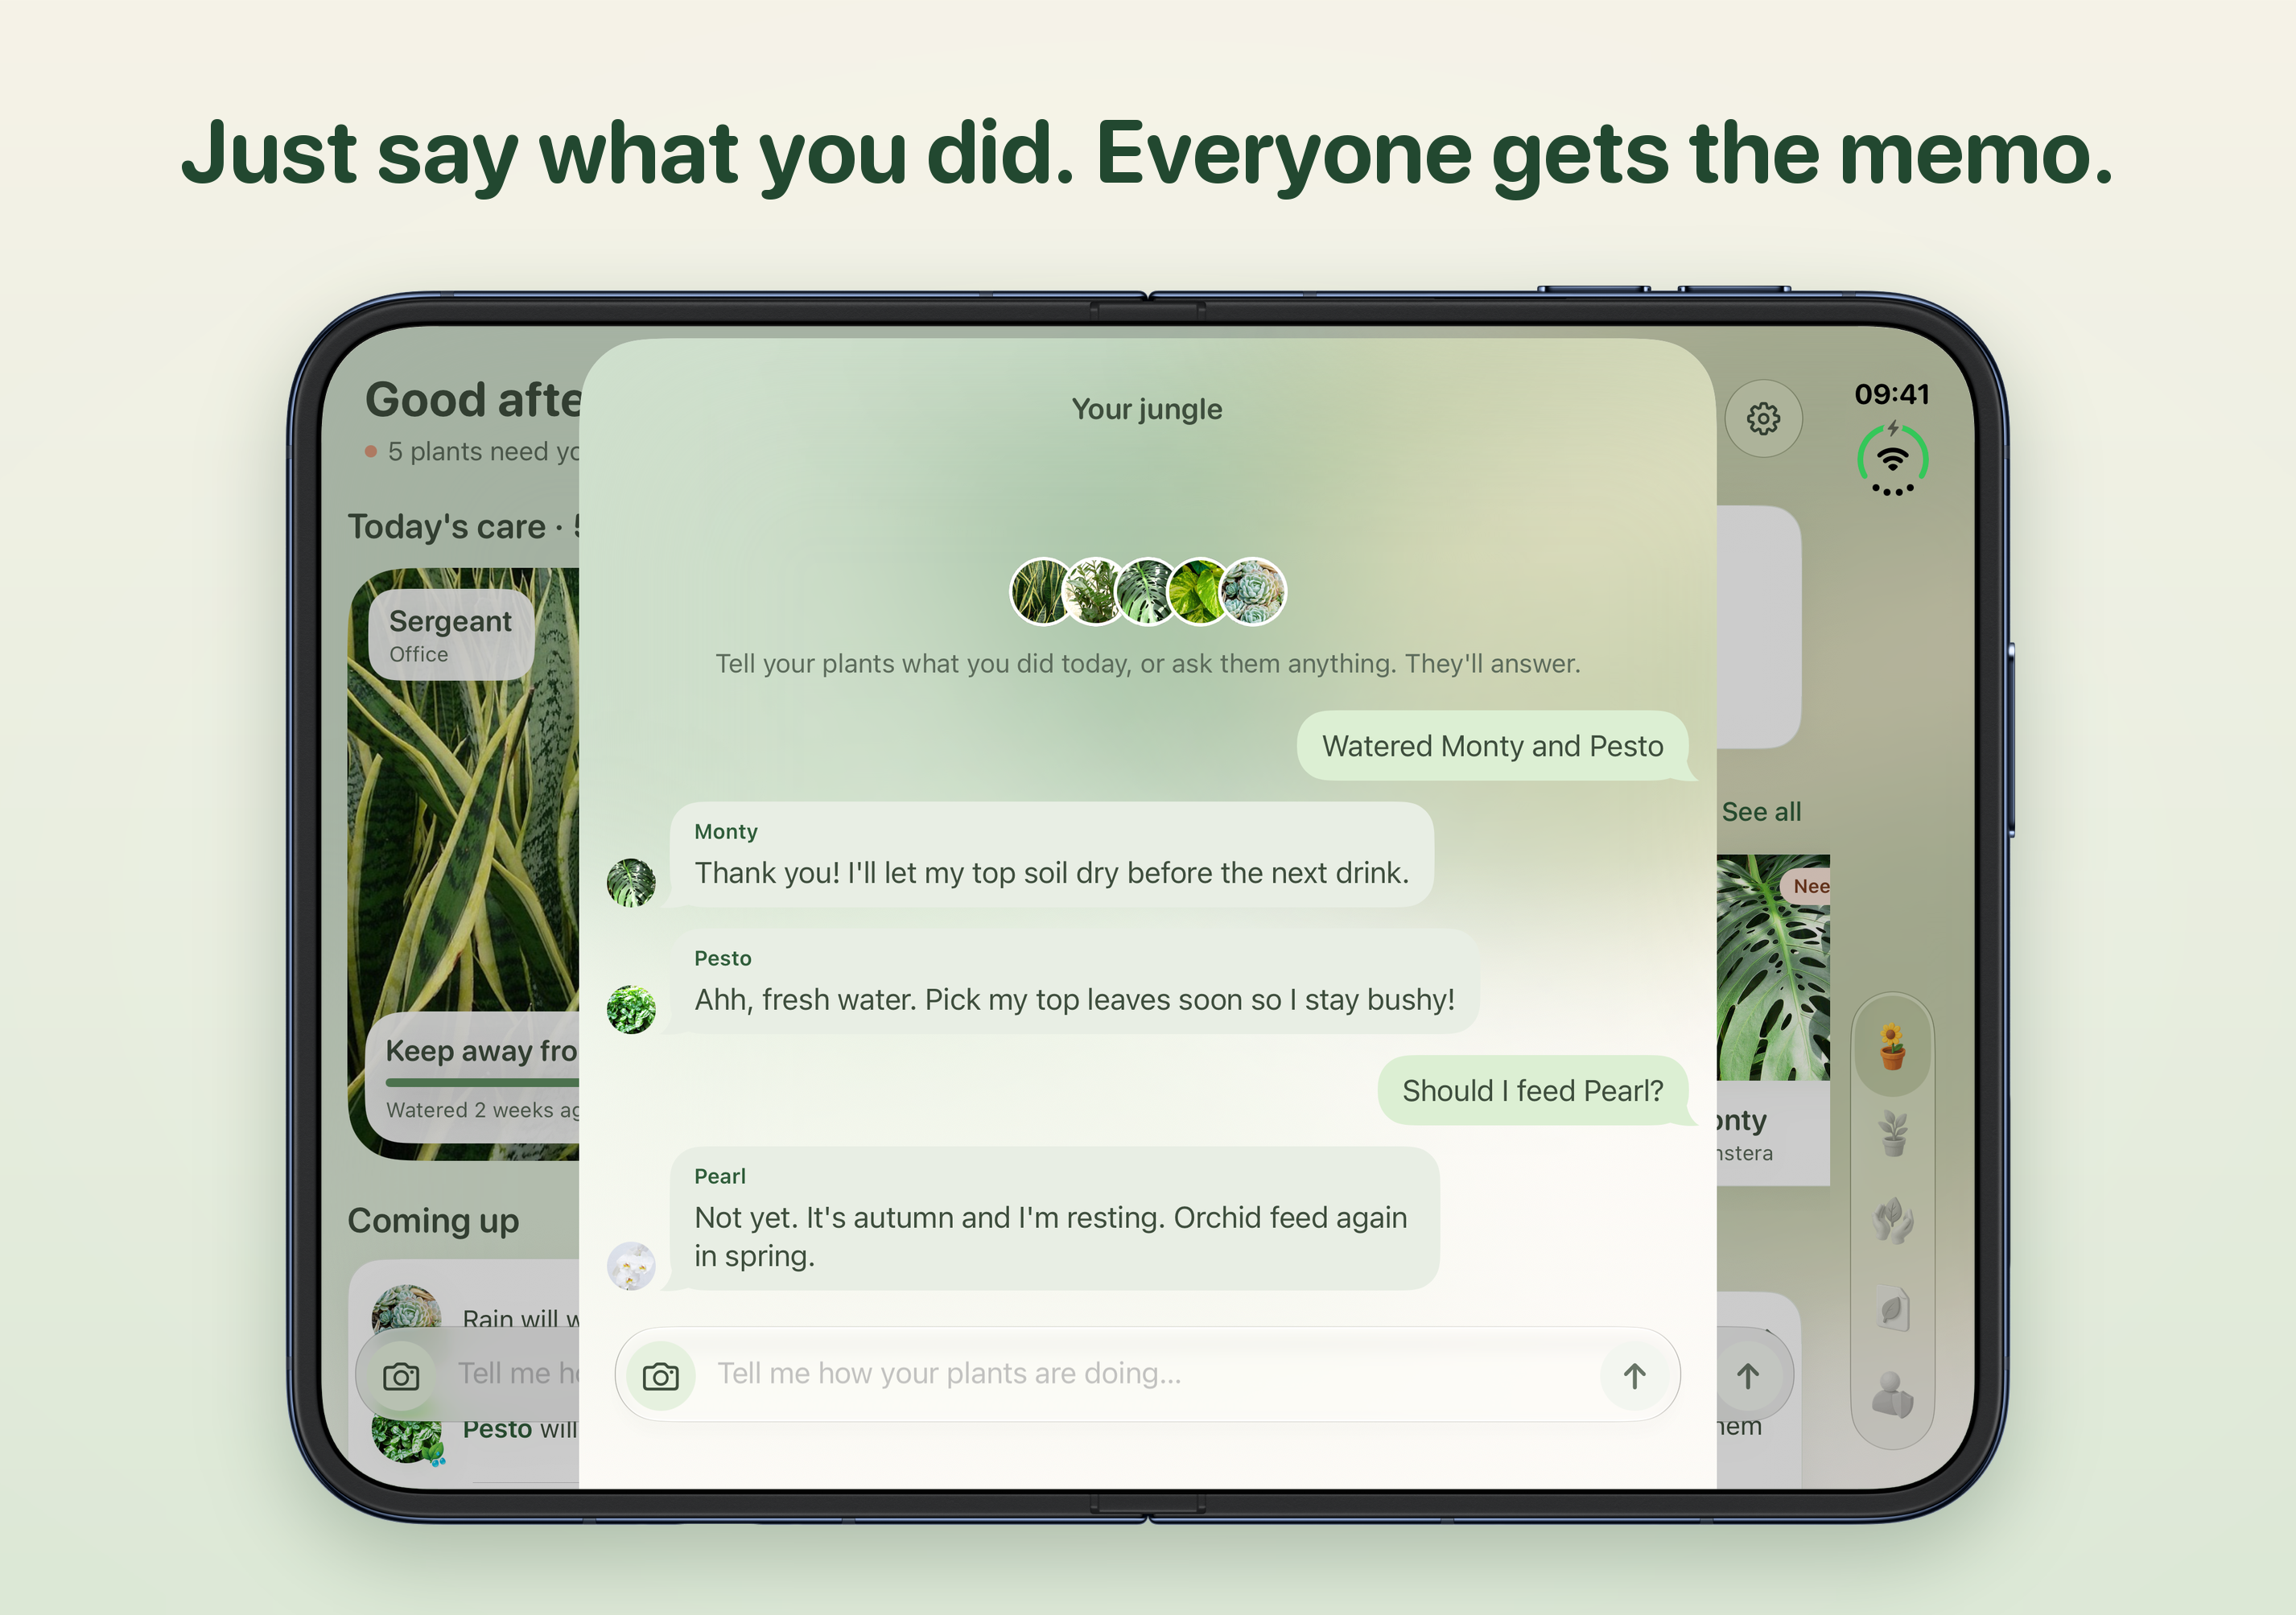 Just say what you did. Everyone gets the memo.
Good afte
5 plants need yo
Today's care · 5
Sergeant
Office
Keep away fro
Watered 2 weeks ag
Coming up
Rain will w
Tell me ho
Pesto will
Your jungle
Tell your plants what you did today, or ask them anything. They'll answer.
Watered Monty and Pesto
Monty
Thank you! I'll let my top soil dry before the next drink.
Pesto
Ahh, fresh water. Pick my top leaves soon so I stay bushy!
Should I feed Pearl?
Pearl
Not yet. It's autumn and I'm resting. Orchid feed again
in spring.
Tell me how your plants are doing...
09:41
See all
Nee
onty
nstera
hem